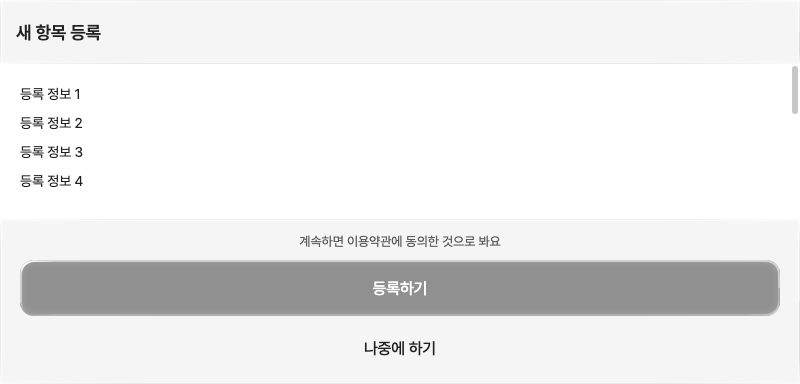 새 항목 등록
등록 정보 1
등록 정보 2
등록 정보 3
등록 정보 4
계속하면 이용약관에 동의한 것으로 봐요
등록하기
나중에 하기